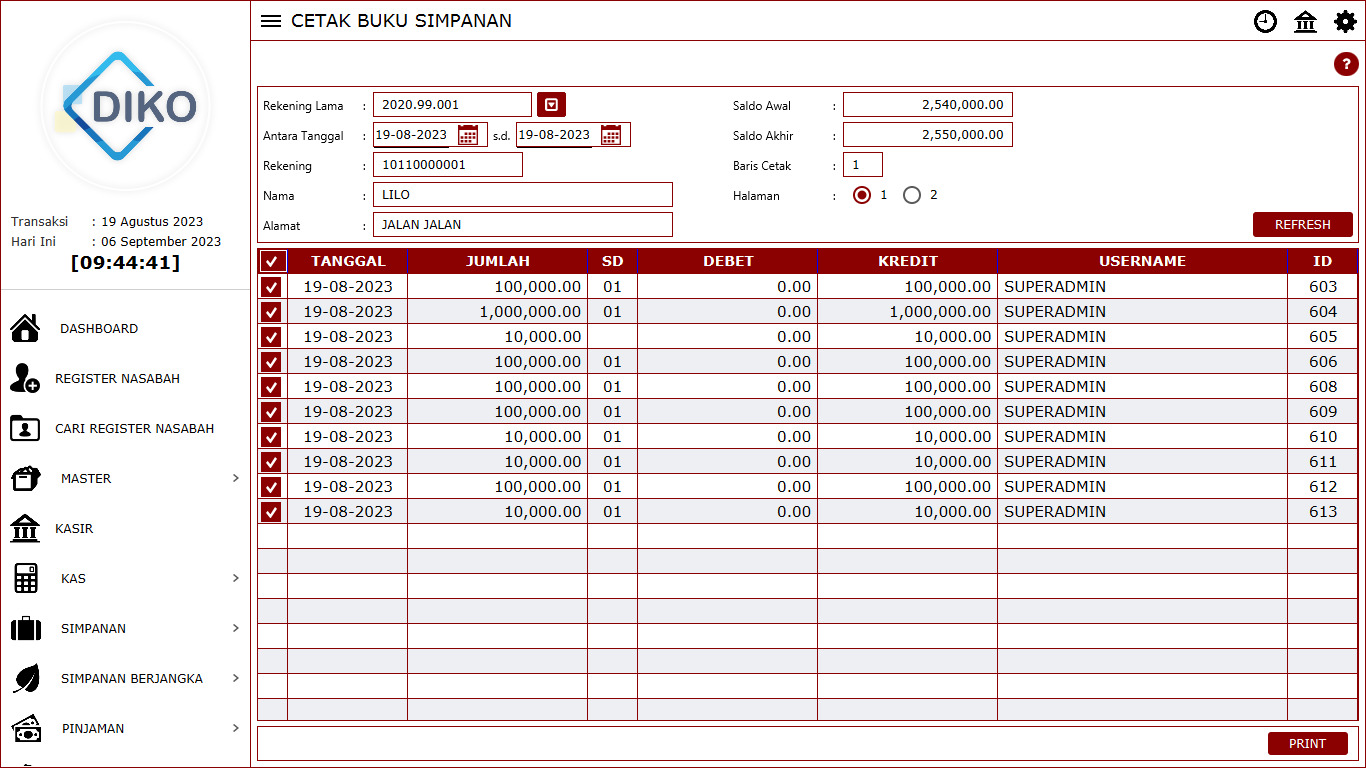 DIKO
Transaksi : 19 Agustus 2023
Hari Ini : 06 September 2023
[09:44:41]
DASHBOARD
REGISTER NASABAH
CARI REGISTER NASABAH
MASTER
KASIR
KAS
SIMPANAN
SIMPANAN BERJANGKA
PINJAMAN
CETAK BUKU SIMPANAN
?
Rekening Lama : 2020.99.001
Antara Tanggal : 19-08-2023 s.d. 19-08-2023
Rekening : 10110000001
Nama : LILO
Alamat : JALAN JALAN
Saldo Awal : 2,540,000.00
Saldo Akhir : 2,550,000.00
Baris Cetak : 1
Halaman : 1 2
REFRESH
TANGGAL JUMLAH SD DEBET KREDIT USERNAME ID
19-08-2023 100,000.00 01 0.00 100,000.00 SUPERADMIN 603
19-08-2023 1,000,000.00 01 0.00 1,000,000.00 SUPERADMIN 604
19-08-2023 10,000.00 0.00 10,000.00 SUPERADMIN 605
19-08-2023 100,000.00 01 0.00 100,000.00 SUPERADMIN 606
19-08-2023 100,000.00 01 0.00 100,000.00 SUPERADMIN 608
19-08-2023 100,000.00 01 0.00 100,000.00 SUPERADMIN 609
19-08-2023 10,000.00 01 0.00 10,000.00 SUPERADMIN 610
19-08-2023 10,000.00 01 0.00 10,000.00 SUPERADMIN 611
19-08-2023 100,000.00 01 0.00 100,000.00 SUPERADMIN 612
19-08-2023 10,000.00 01 0.00 10,000.00 SUPERADMIN 613
PRINT